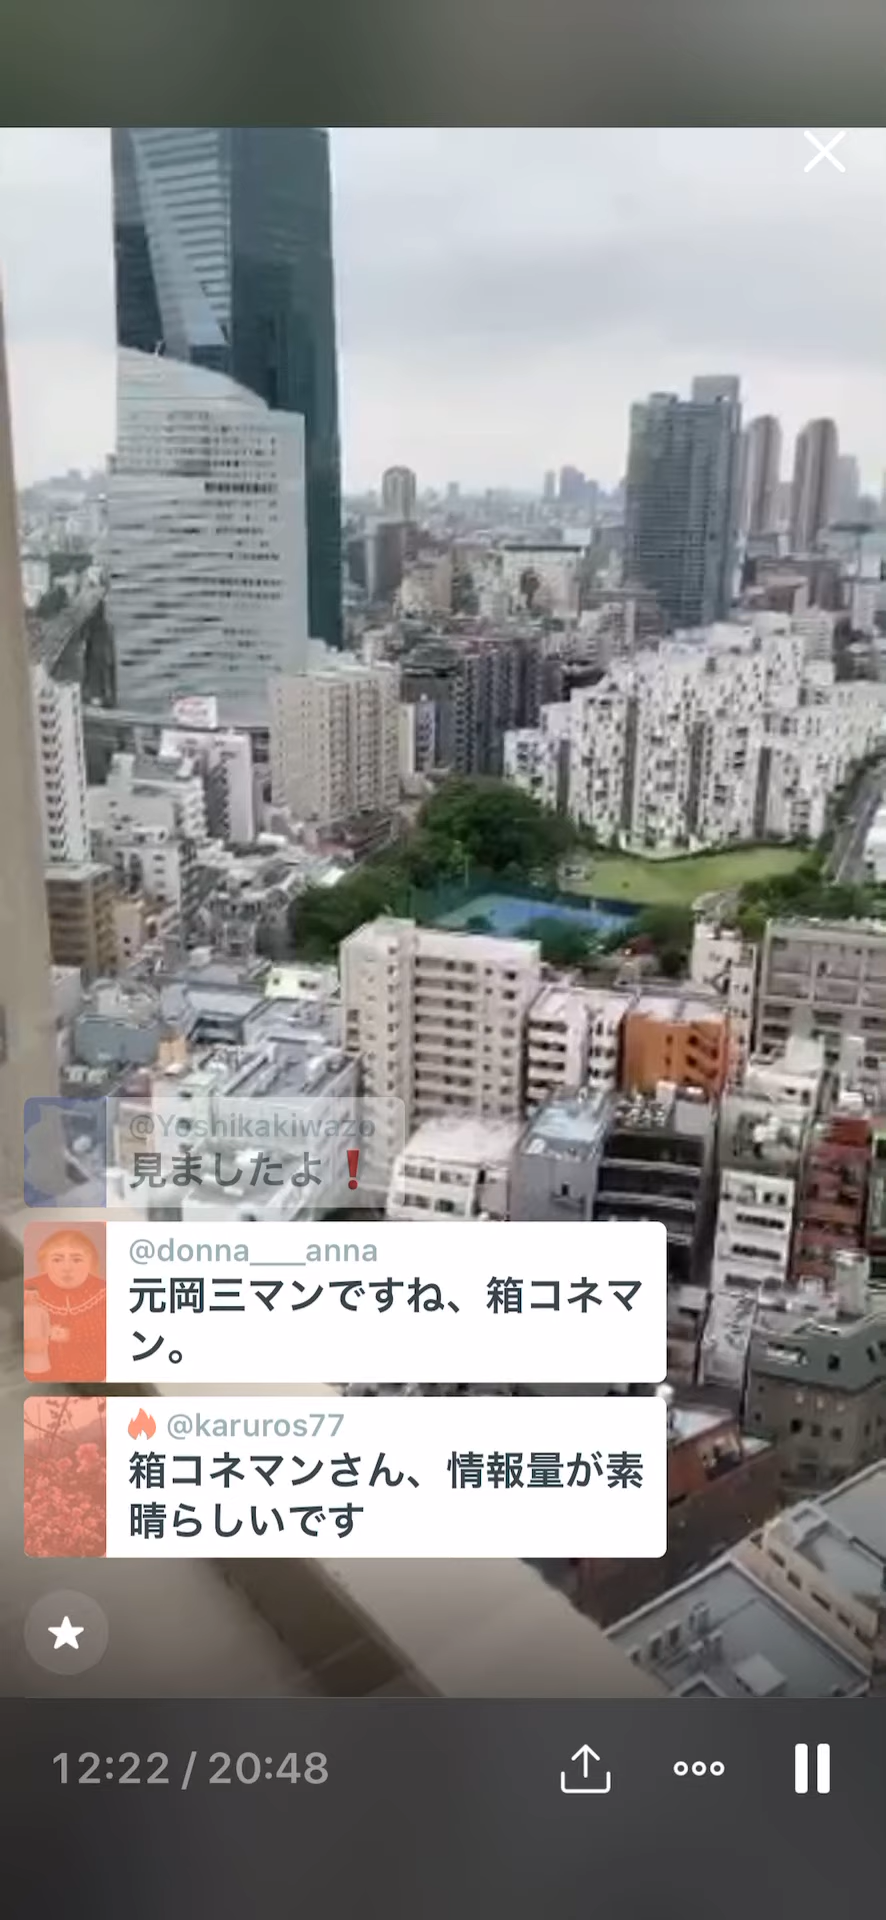 @Yoshikakiwazo
見ましたよ❗
@donna___anna
元岡三マンですね、箱コネマ
ン。
🔥 @karuros77
箱コネマンさん、情報量が素
晴らしいです
12:22 / 20:48